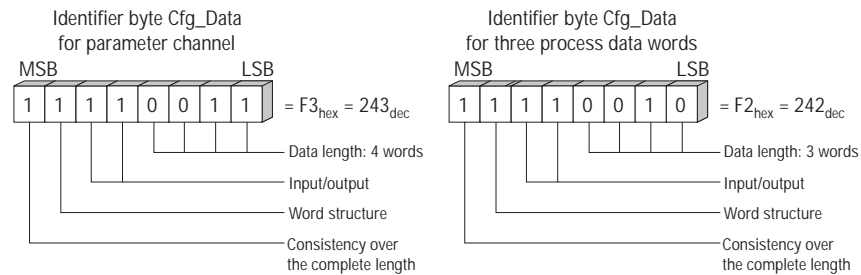 Identifier byte Cfg_Data
for parameter channel
MSB LSB
1 1 1 1 0 0 1 1 = F3hex = 243dec
Data length: 4 words
Input/output
Word structure
Consistency over
the complete length
Identifier byte Cfg_Data
for three process data words
MSB LSB
1 1 1 1 0 0 1 0 = F2hex = 242dec
Data length: 3 words
Input/output
Word structure
Consistency over
the complete length